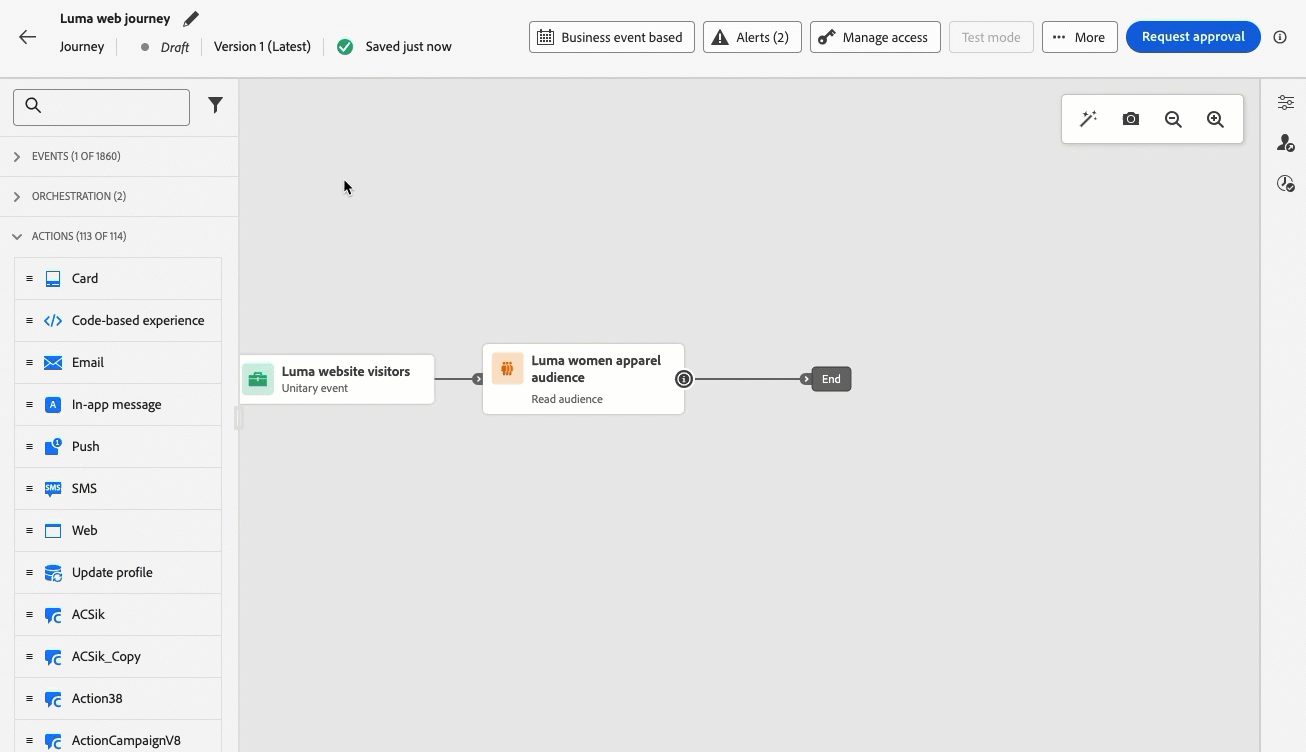 Luma web journey
Journey
Draft
Version 1 (Latest)
Saved just now
Business event based
Alerts (2)
Manage access
Test mode
More
Request approval
EVENTS (1 OF 1860)
ORCHESTRATION (2)
ACTIONS (113 OF 114)
Card
Code-based experience
Email
In-app message
Push
SMS
Web
Update profile
ACSik
ACSik_Copy
Action38
ActionCampaignV8
Luma website visitors
Unitary event
Luma women apparel
audience
Read audience
End